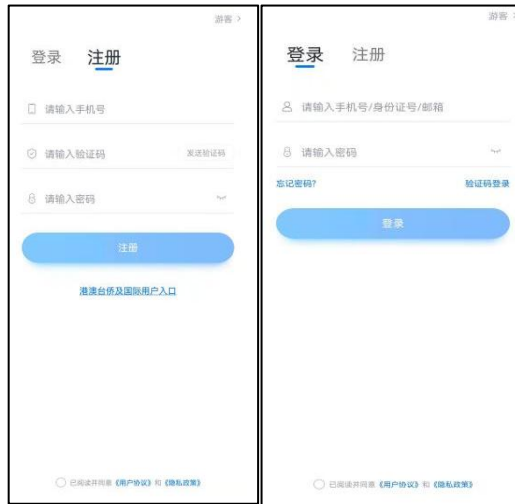 游客 >
登录 注册
请输入手机号
请输入验证码 发送验证码
请输入密码
注册
港澳台侨及国际用户入口
已阅读并同意《用户协议》和《隐私政策》
游客 >
登录 注册
请输入手机号/身份证号/邮箱
请输入密码
忘记密码? 验证码登录
登录
已阅读并同意《用户协议》和《隐私政策》